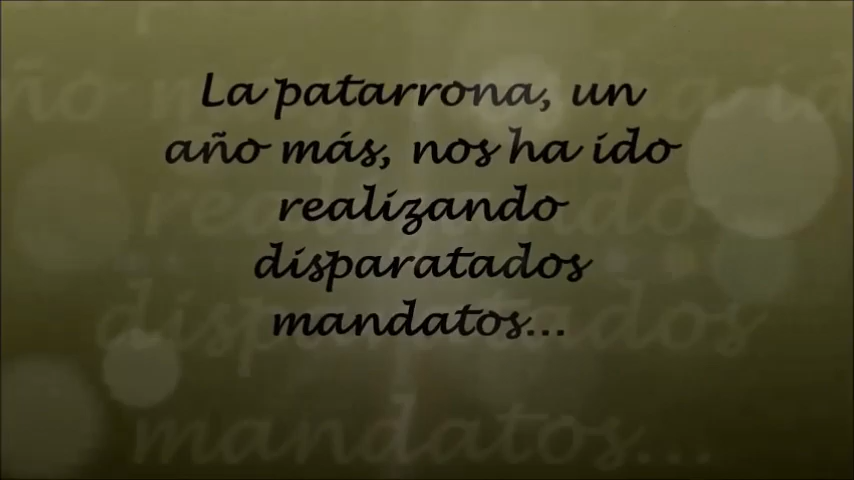 La patarrona, un
año más, nos ha ido
realizando
disparatados
mandatos...